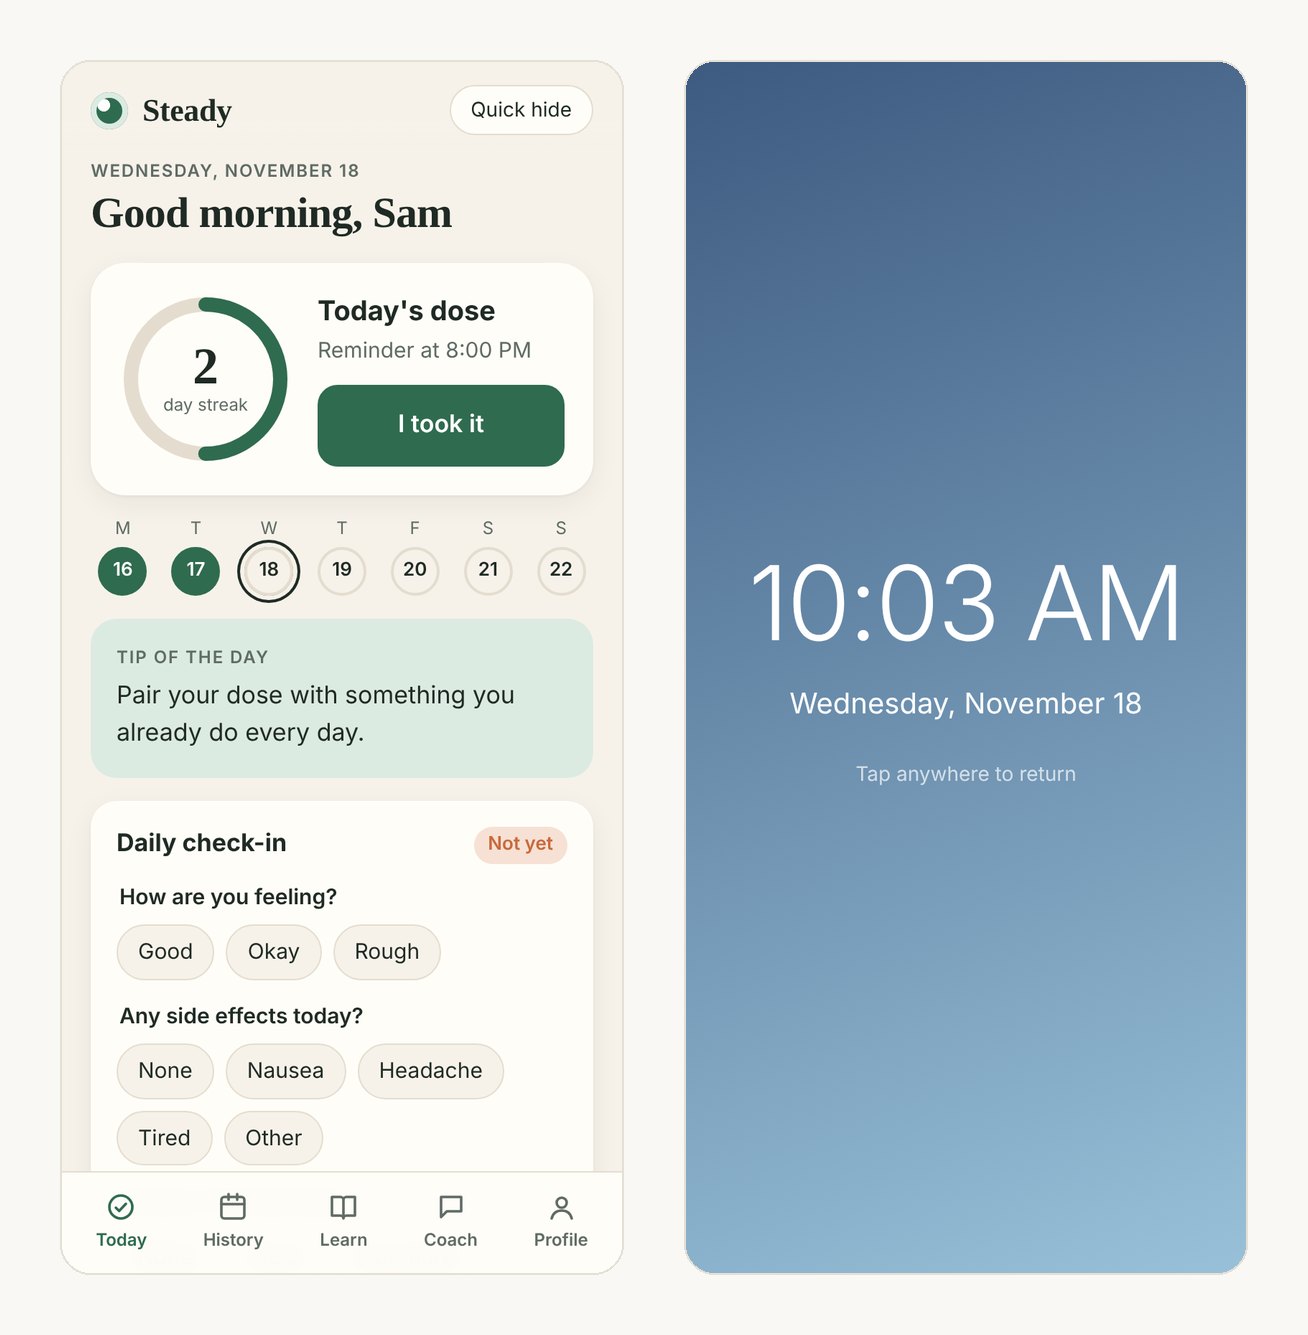 Steady
Quick hide
WEDNESDAY, NOVEMBER 18
Good morning, Sam
2
day streak
Today's dose
Reminder at 8:00 PM
I took it
M T W T F S S
16 17 18 19 20 21 22
TIP OF THE DAY
Pair your dose with something you
already do every day.
Daily check-in
Not yet
How are you feeling?
Good Okay Rough
Any side effects today?
None Nausea Headache
Tired Other
Today History Learn Coach Profile
10:03 AM
Wednesday, November 18
Tap anywhere to return